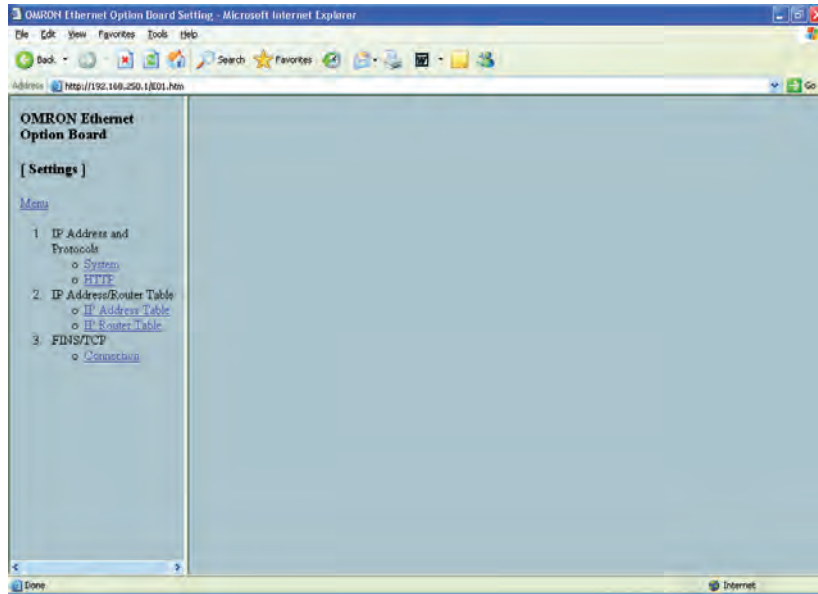 OMRON Ethernet Option Board Setting - Microsoft Internet Explorer
File Edit View Favorites Tools Help
Back Search Favorites
Address http://192.168.250.1/E01.htm Go
OMRON Ethernet
Option Board
[ Settings ]
Menu
1. IP Address and
Protocols
o System
o HTTP
2. IP Address/Router Table
o IP Address Table
o IP Router Table
3. FINS/TCP
o Connection
Done Internet